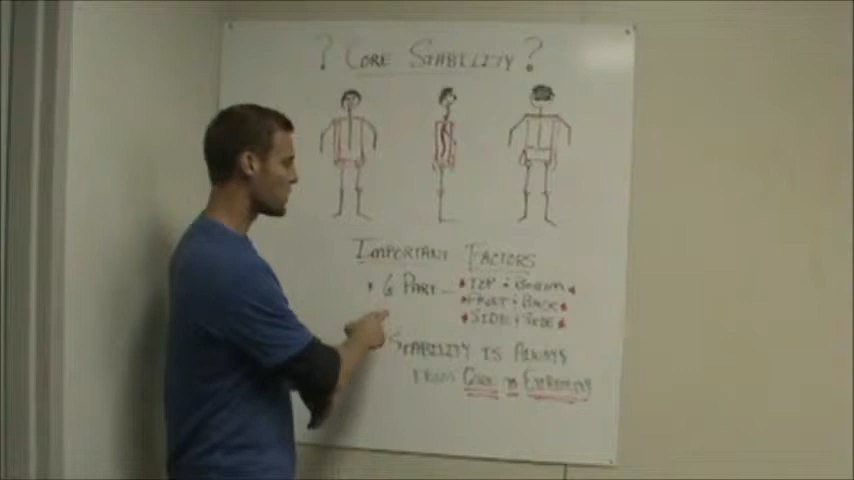 ? CORE STABILITY ?
IMPORTANT FACTORS
• 6 PART – • TOP & BOTTOM •
• FRONT & BACK •
• SIDE & SIDE •
STABILITY IS ALWAYS
FROM CORE TO EXTREMITY